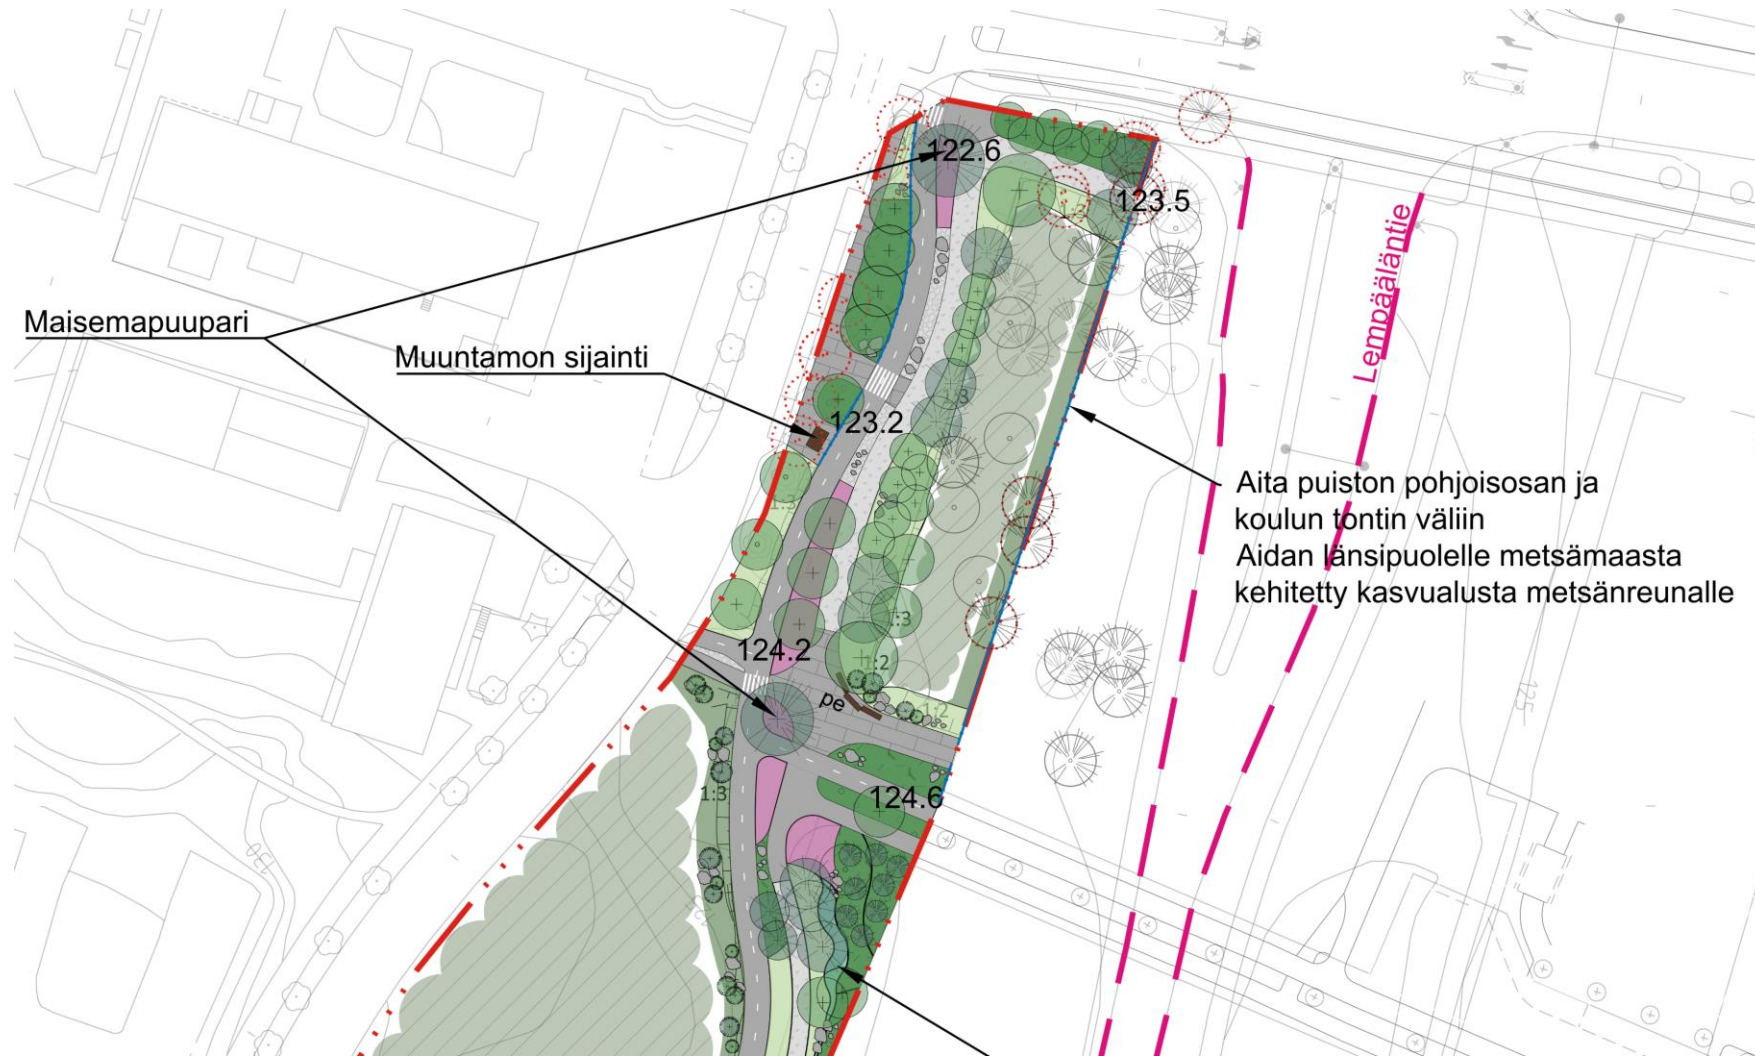 122.6
123.5
1:3
Lempääläntie
Maisemapuupari
Muuntamon sijainti
1:3
123.2
Aita puiston pohjoisosan ja
koulun tontin väliin
Aidan länsipuolelle metsämaasta
kehitetty kasvualusta metsänreunalle
1:3
1:3
124.2
1:2
pe
1:2
125
1:3
124.6